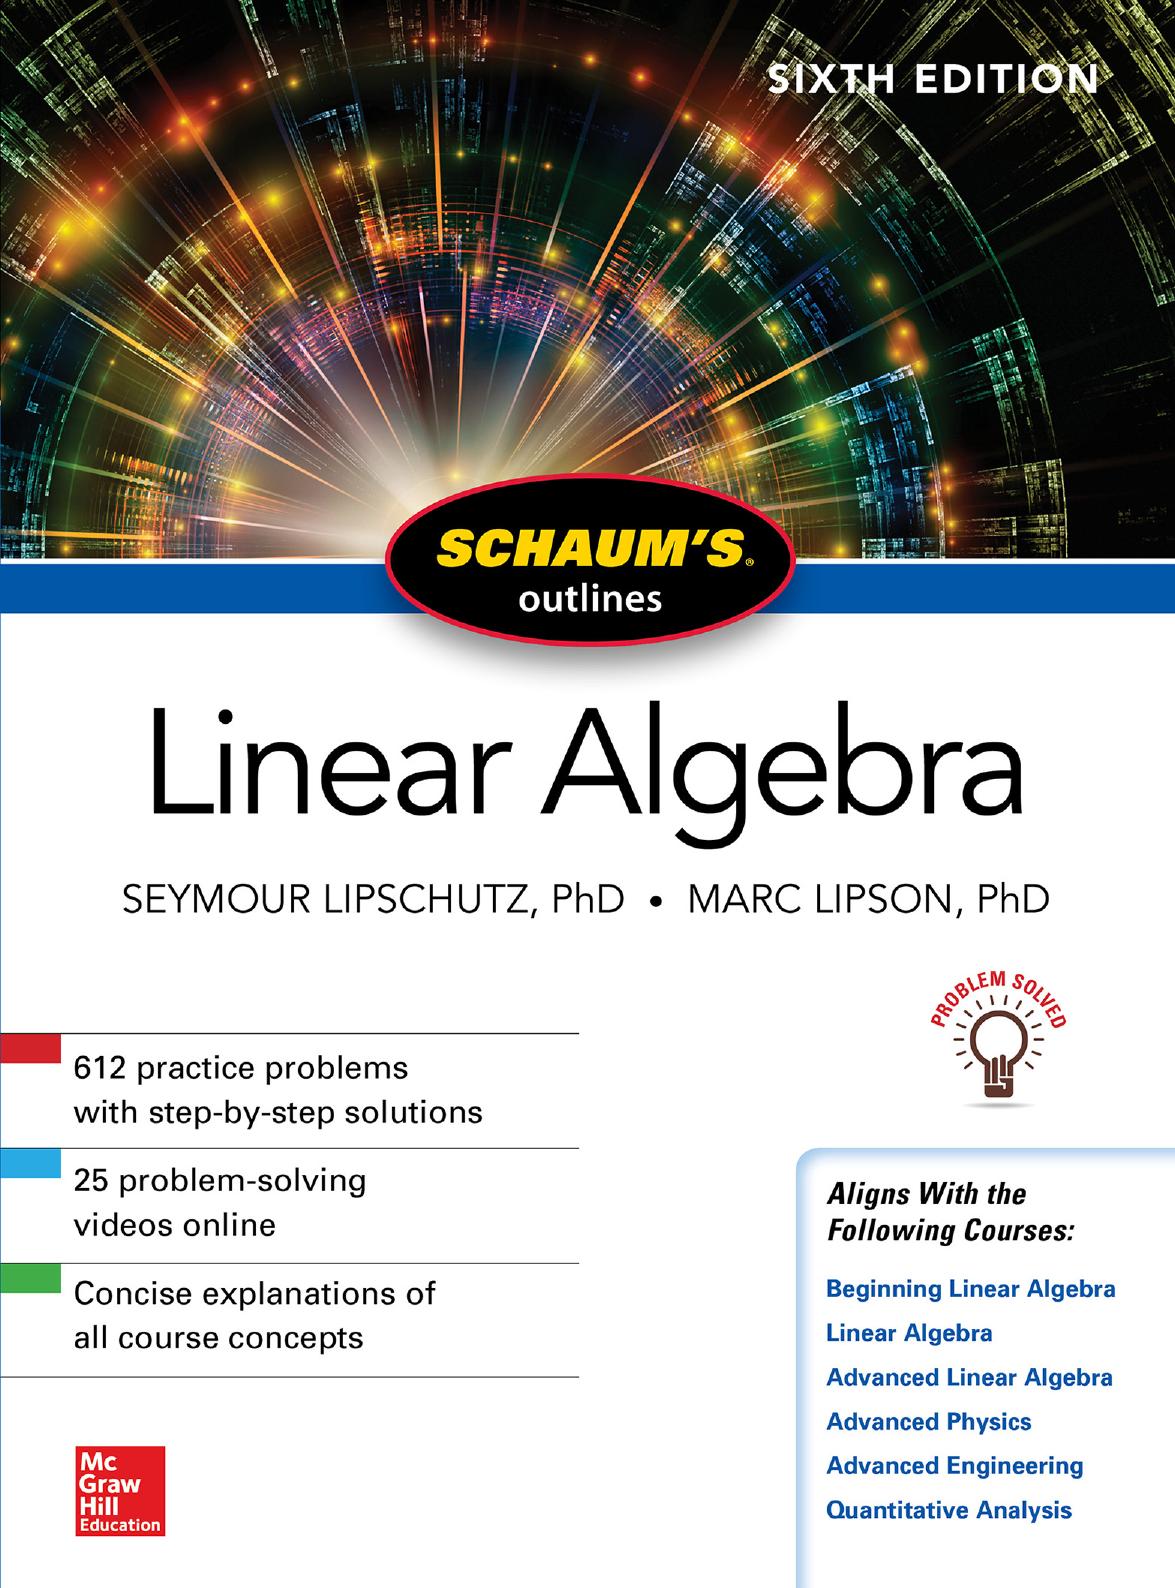 SIXTH EDITION
SCHAUM'S®
outlines
Linear Algebra
SEYMOUR LIPSCHUTZ, PhD • MARC LIPSON, PhD
PROBLEM SOLVED
612 practice problems
with step-by-step solutions
25 problem-solving
videos online
Concise explanations of
all course concepts
Aligns With the
Following Courses:
Beginning Linear Algebra
Linear Algebra
Advanced Linear Algebra
Advanced Physics
Advanced Engineering
Quantitative Analysis
Mc
Graw
Hill
Education